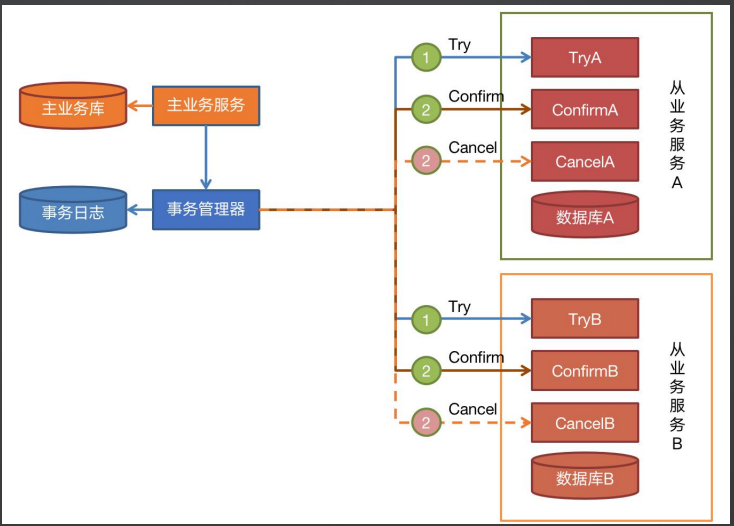 主业务库
主业务服务
事务日志
事务管理器
1
Try
TryA
2
Confirm
ConfirmA
2
Cancel
CancelA
数据库A
从业务服务A
1
Try
TryB
2
Confirm
ConfirmB
2
Cancel
CancelB
数据库B
从业务服务B